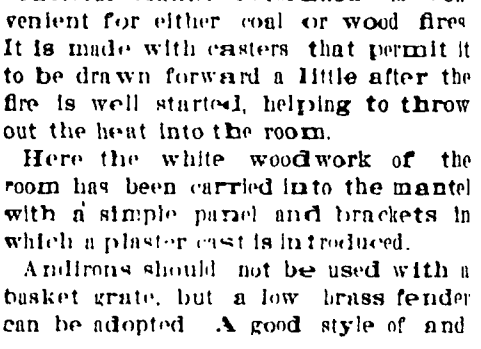 venient for either coal or wood fires
It is made with casters that permit it
to be drawn forward a little after the
fire is well started, helping to throw
out the heat into the room.
Here the white woodwork of the
room has been carried into the mantel
with a simple panel and brackets in
which a plaster cast is introduced.
Andirons should not be used with a
basket grate, but a low brass fender
can be adopted A good style of and